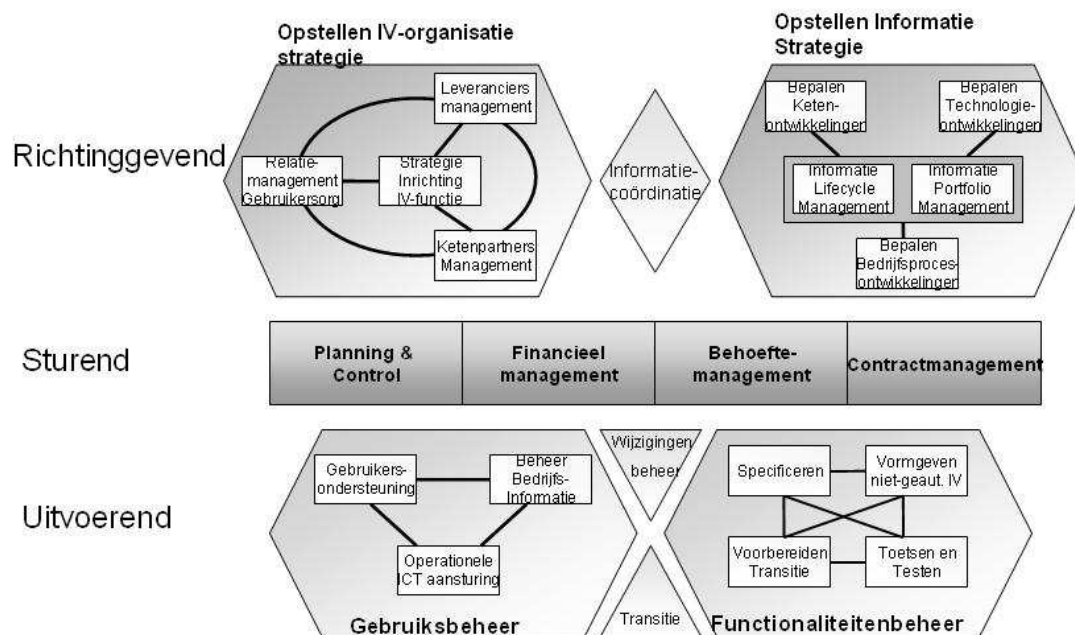 Opstellen IV-organisatie
strategie
Opstellen Informatie
Strategie
Richtinggevend
Leveranciers
management
Relatie-
management
Gebruikersorg
Strategie
Inrichting
IV-functie
Ketenpartners
Management
Informatie-
coördinatie
Bepalen
Keten-
ontwikkelingen
Bepalen
Technologie-
ontwikkelingen
Informatie
Lifecycle
Management
Informatie
Portfolio
Management
Bepalen
Bedrijfsproces-
ontwikkelingen
Sturend
Planning &
Control
Financieel
management
Behoefte-
management
Contractmanagement
Uitvoerend
Gebruikers-
ondersteuning
Beheer
Bedrijfs-
Informatie
Operationele
ICT aansturing
Gebruiksbeheer
Wijzigingen
beheer
Transitie
Specificeren
Vormgeven
niet-geaut. IV
Voorbereiden
Transitie
Toetsen en
Testen
Functionaliteitenbeheer